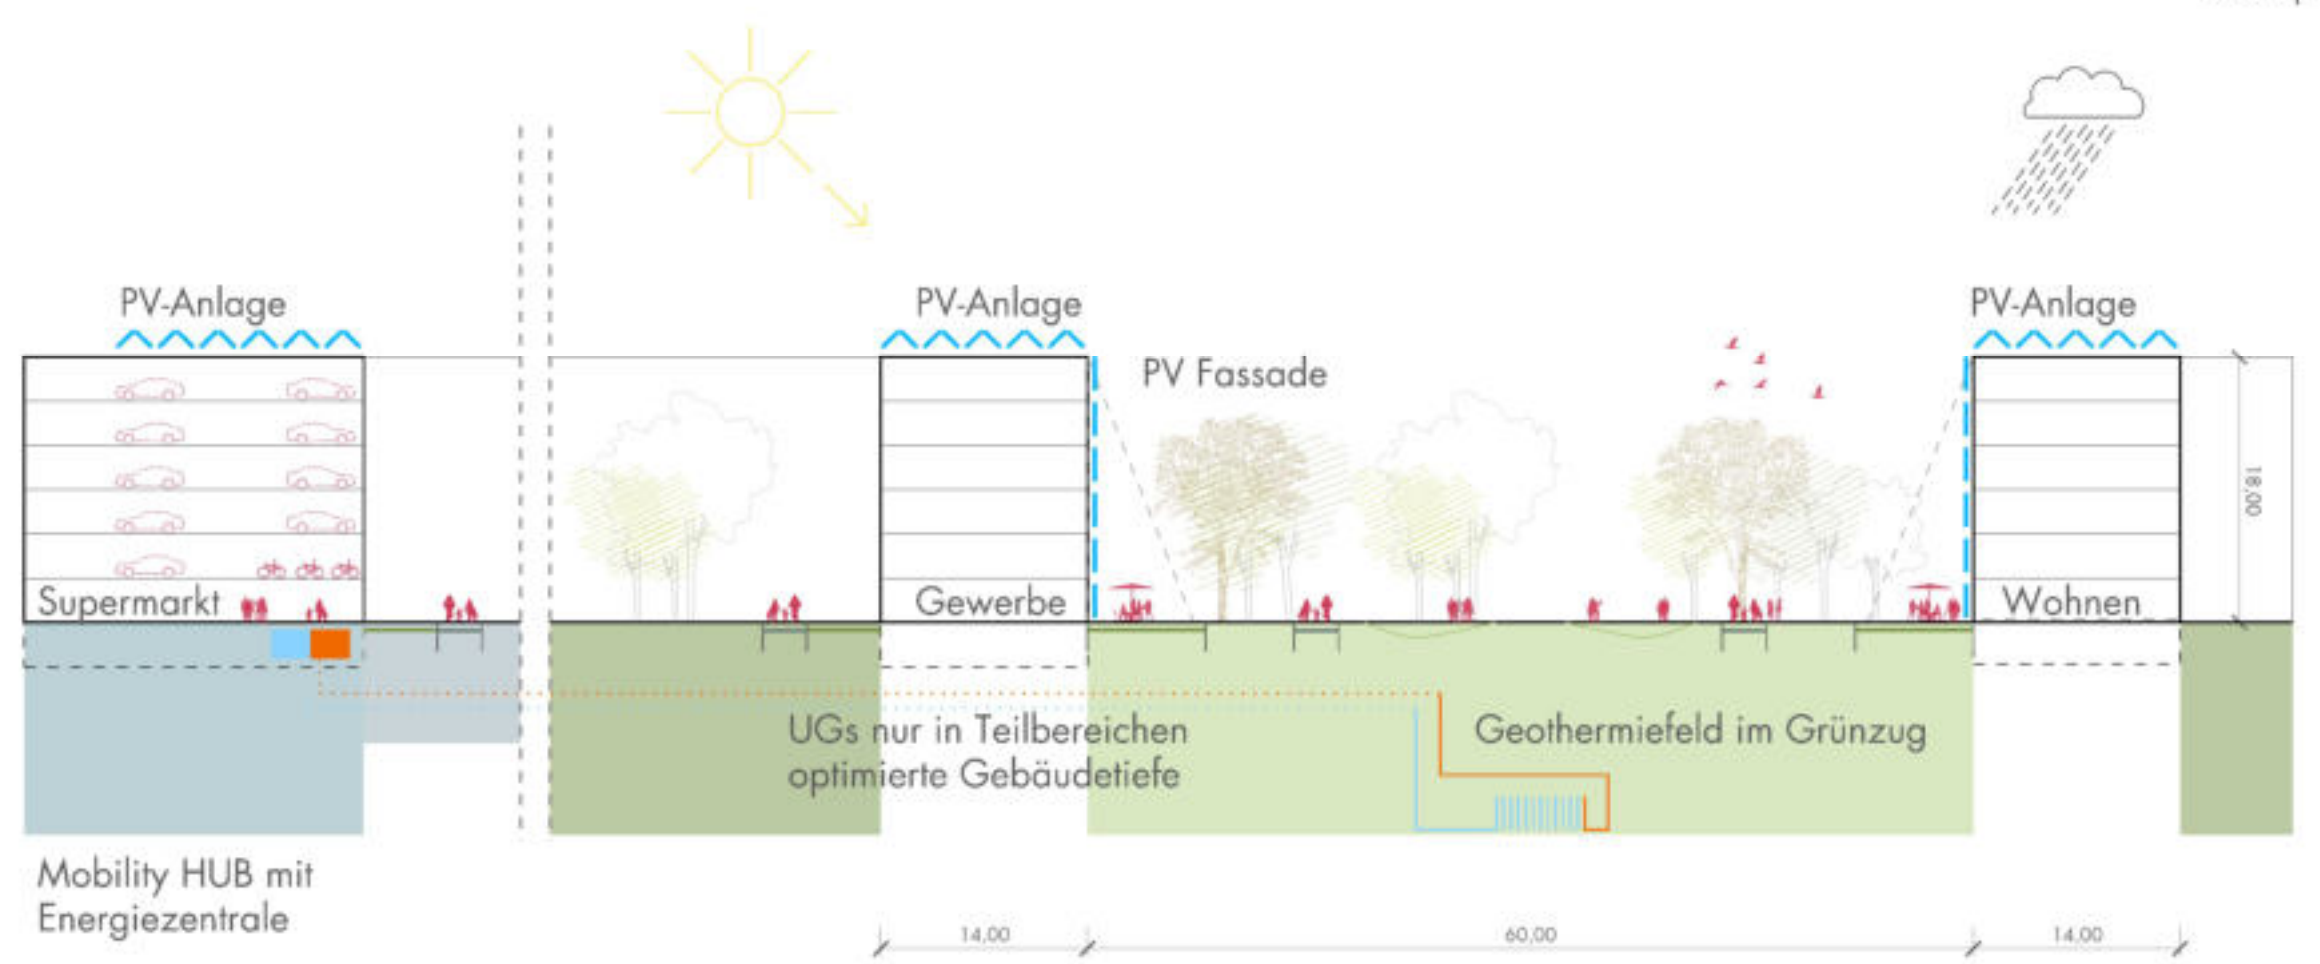 PV-Anlage
PV-Anlage
PV-Anlage
PV Fassade
18,00
Supermarkt
Gewerbe
Wohnen
UGs nur in Teilbereichen
optimierte Gebäudetiefe
Geothermiefeld im Grünzug
Mobility HUB mit
Energiezentrale
14,00
60,00
14,00